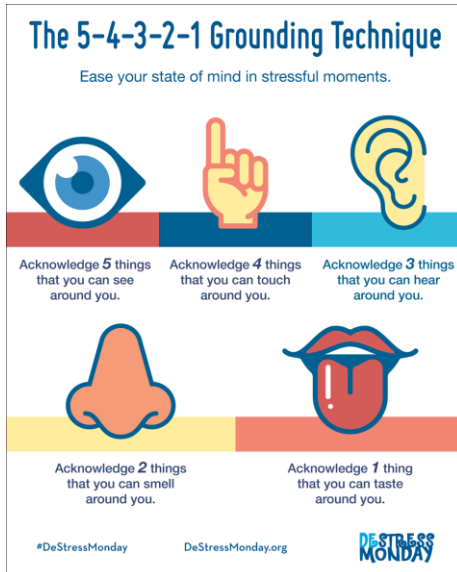 The 5-4-3-2-1 Grounding Technique
Ease your state of mind in stressful moments.
Acknowledge 5 things
that you can see
around you.
Acknowledge 4 things
that you can touch
around you.
Acknowledge 3 things
that you can hear
around you.
Acknowledge 2 things
that you can smell
around you.
Acknowledge 1 thing
that you can taste
around you.
#DeStressMonday
DeStressMonday.org
DESTRESS
MONDAY